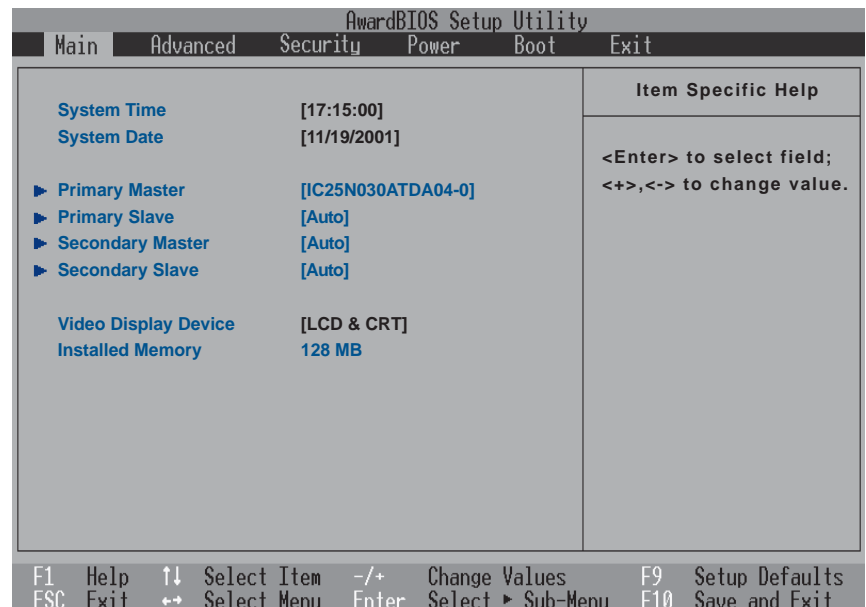 AwardBIOS Setup Utility
Main Advanced Security Power Boot Exit
System Time [17:15:00]
System Date [11/19/2001]
▶ Primary Master [IC25N030ATDA04-0]
▶ Primary Slave [Auto]
▶ Secondary Master [Auto]
▶ Secondary Slave [Auto]
Video Display Device [LCD & CRT]
Installed Memory 128 MB
Item Specific Help
<Enter> to select field;
<+>,<-> to change value.
F1 Help ↑↓ Select Item -/+ Change Values F9 Setup Defaults
ESC Exit ←→ Select Menu Enter Select ▶ Sub-Menu F10 Save and Exit